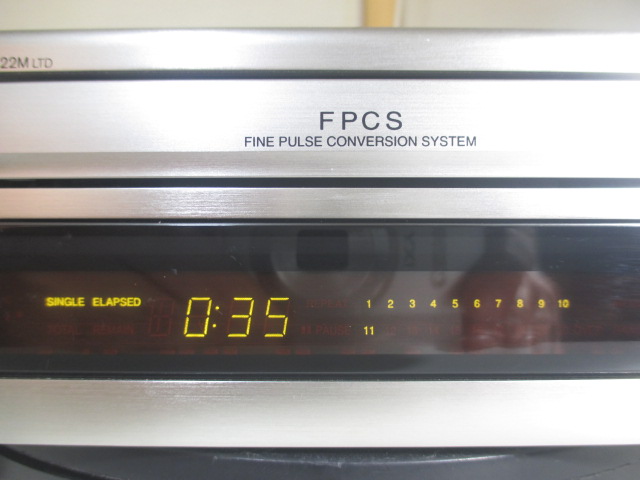 22M LTD
FPCS
FINE PULSE CONVERSION SYSTEM
SINGLE ELAPSED
0:35
1 2 3 4 5 6 7 8 9 10
11